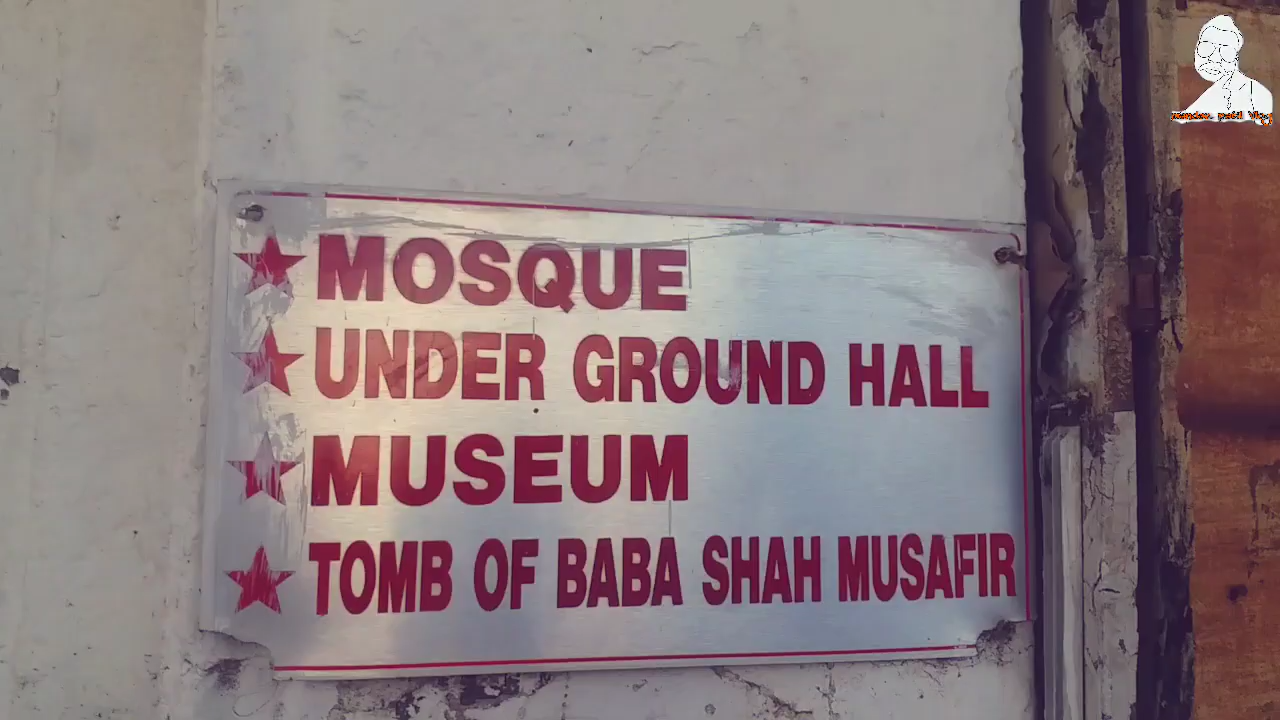 MOSQUE
UNDER GROUND HALL
MUSEUM
TOMB OF BABA SHAH MUSAFIR